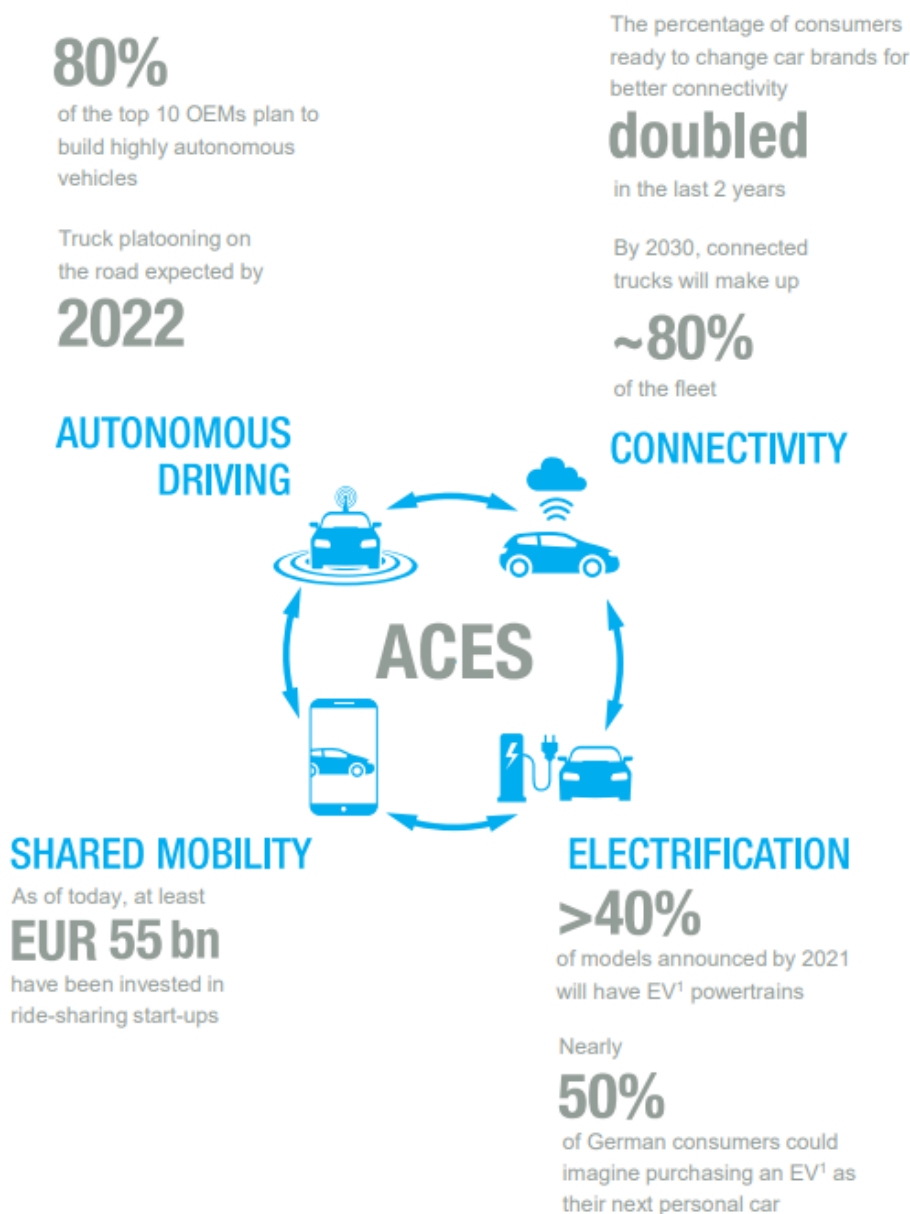 80%
of the top 10 OEMs plan to
build highly autonomous
vehicles
Truck platooning on
the road expected by
2022
AUTONOMOUS
DRIVING
The percentage of consumers
ready to change car brands for
better connectivity
doubled
in the last 2 years
By 2030, connected
trucks will make up
~80%
of the fleet
CONNECTIVITY
ACES
SHARED MOBILITY
As of today, at least
EUR 55 bn
have been invested in
ride-sharing start-ups
ELECTRIFICATION
>40%
of models announced by 2021
will have EV¹ powertrains
Nearly
50%
of German consumers could
imagine purchasing an EV¹ as
their next personal car